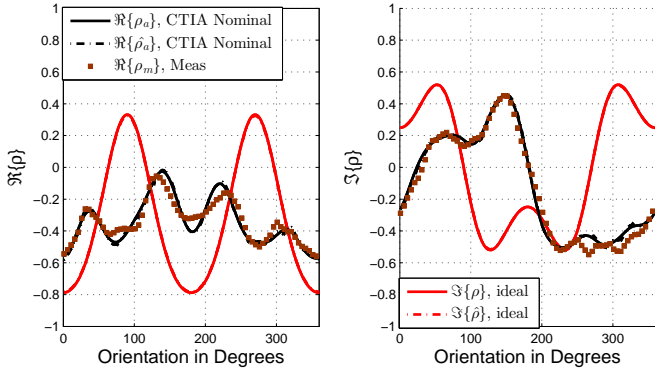 1
0.8
0.6
0.4
0.2
0
−0.2
−0.4
−0.6
−0.8
−1
ℜ{ρ}
ℜ{ρ_a}, CTIA Nominal
ℜ{ρ̂_a}, CTIA Nominal
ℜ{ρ_m}, Meas
0 100 200 300
Orientation in Degrees
1
0.8
0.6
0.4
0.2
0
−0.2
−0.4
−0.6
−0.8
−1
ℑ{ρ}
ℑ{ρ}, ideal
ℑ{ρ̂}, ideal
0 100 200 300
Orientation in Degrees